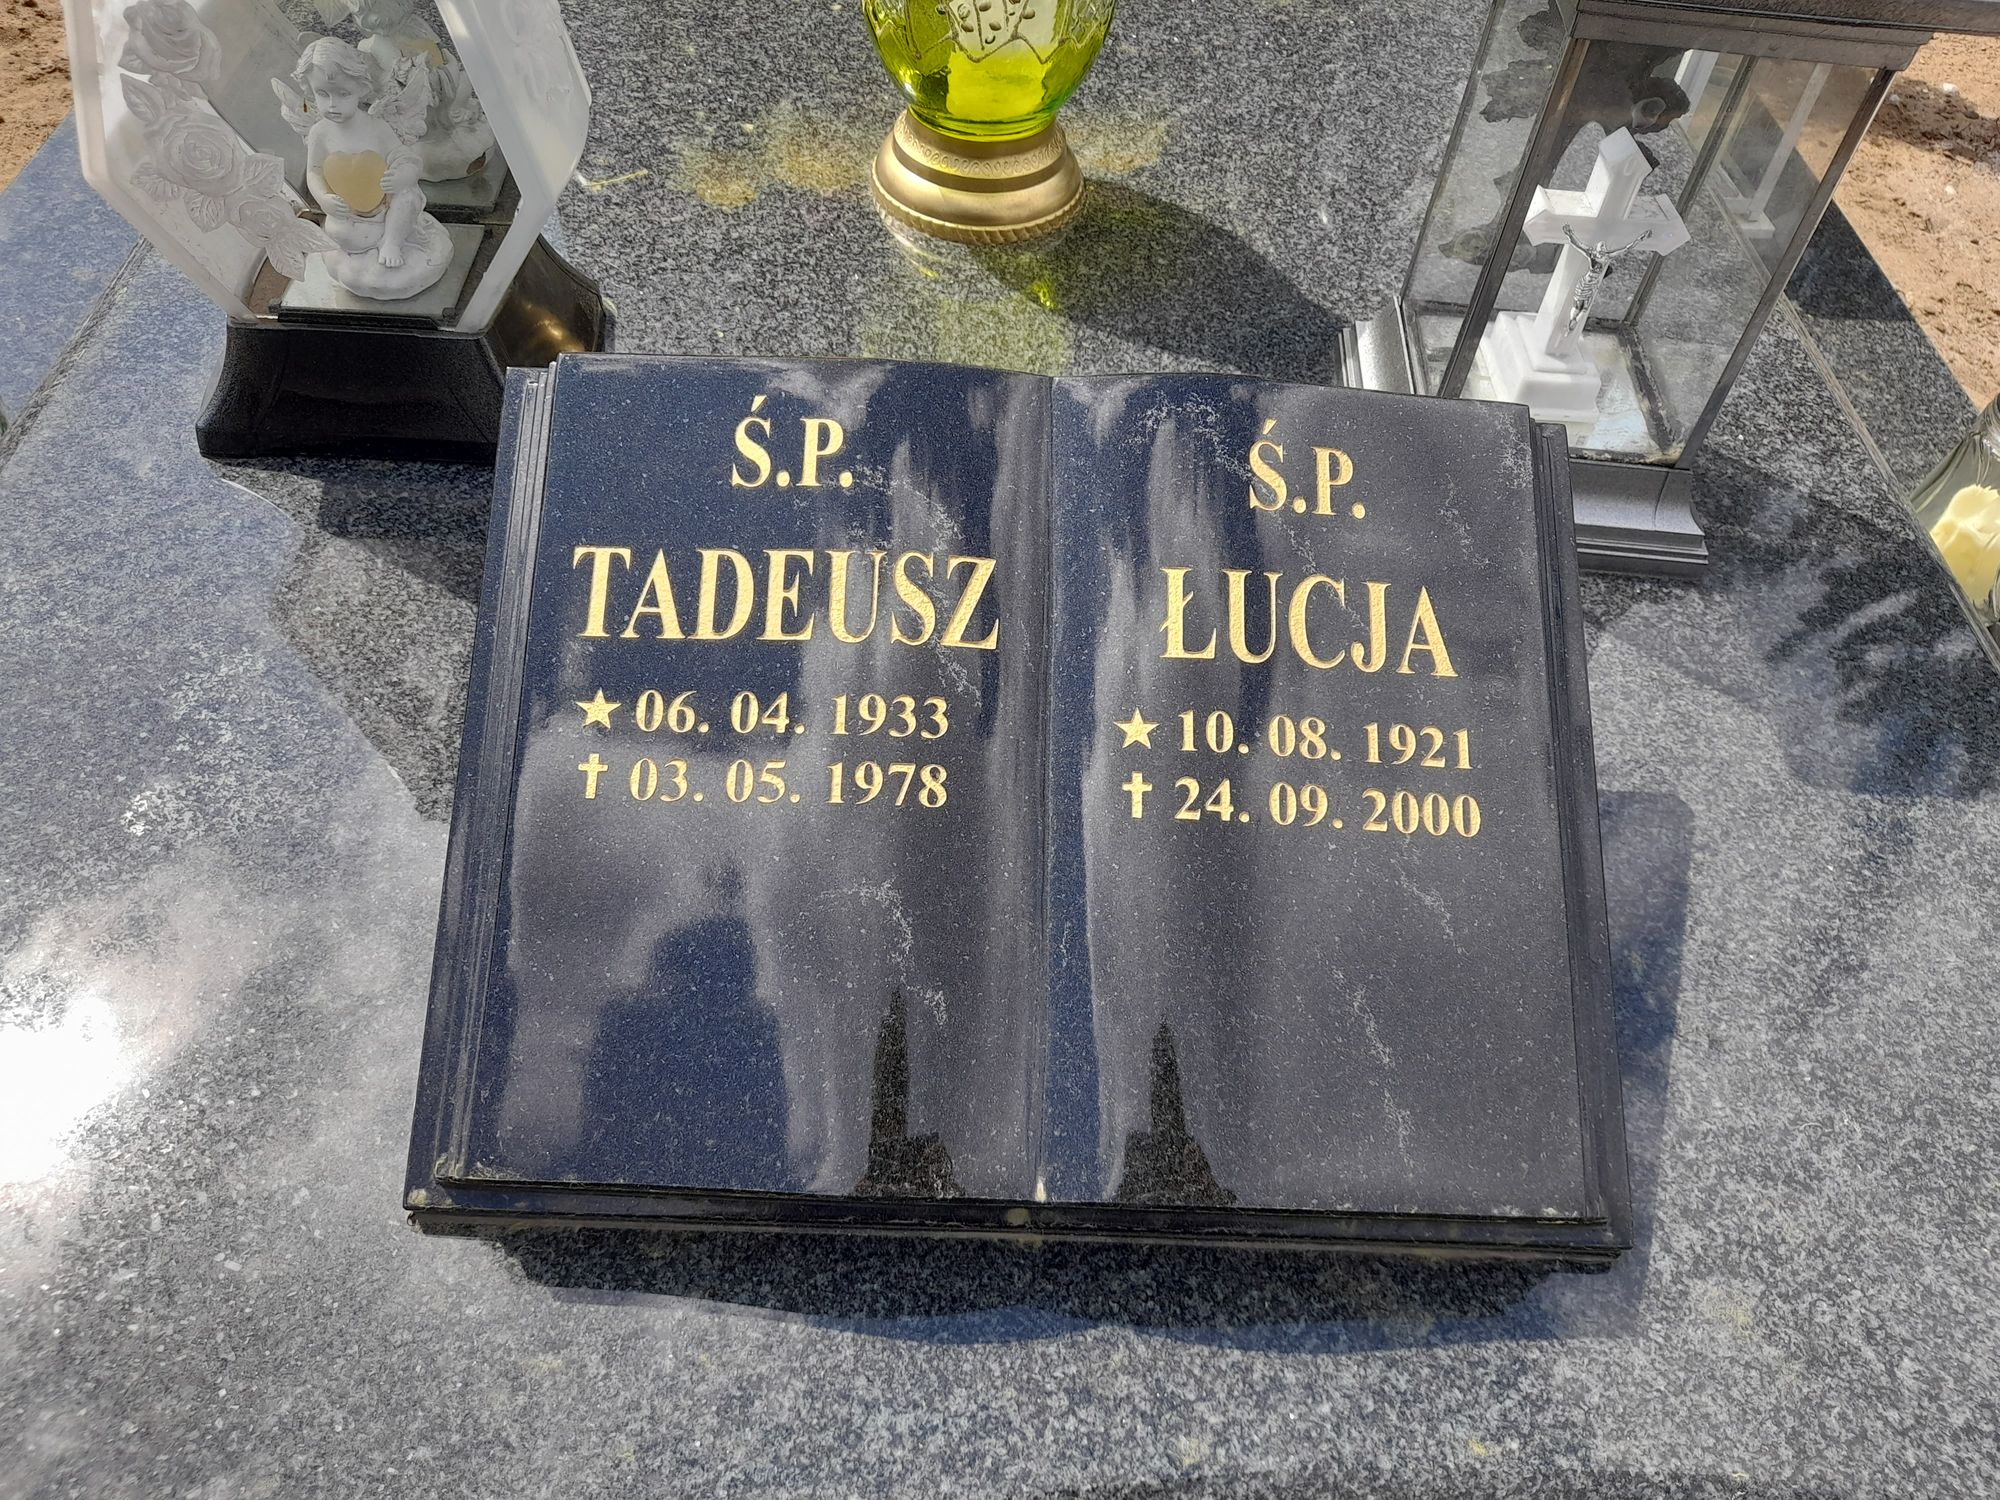 Ś.P.
TADEUSZ
★ 06. 04. 1933
✝ 03. 05. 1978
Ś.P.
ŁUCJA
★ 10. 08. 1921
✝ 24. 09. 2000